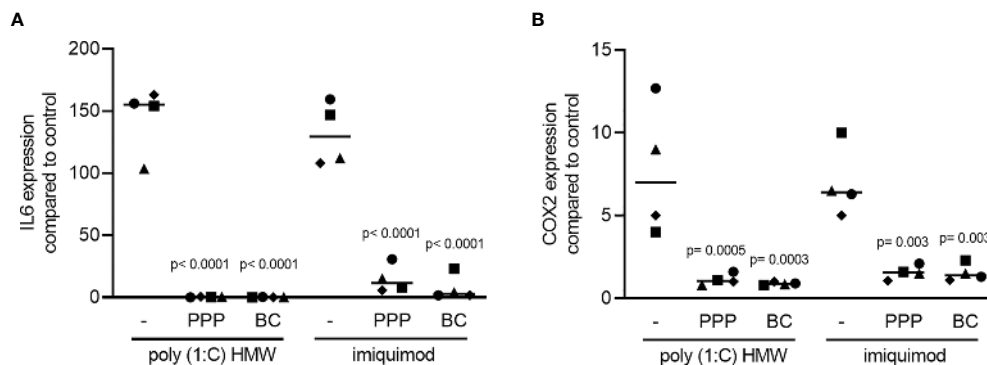 A
IL6 expression
compared to control
200
150
100
50
0
p< 0.0001
p< 0.0001
p< 0.0001
p< 0.0001
-
PPP
BC
-
PPP
BC
poly (1:C) HMW
imiquimod
B
COX2 expression
compared to control
15
10
5
0
p= 0.0005
p= 0.0003
p= 0.003
p= 0.003
-
PPP
BC
-
PPP
BC
poly (1:C) HMW
imiquimod